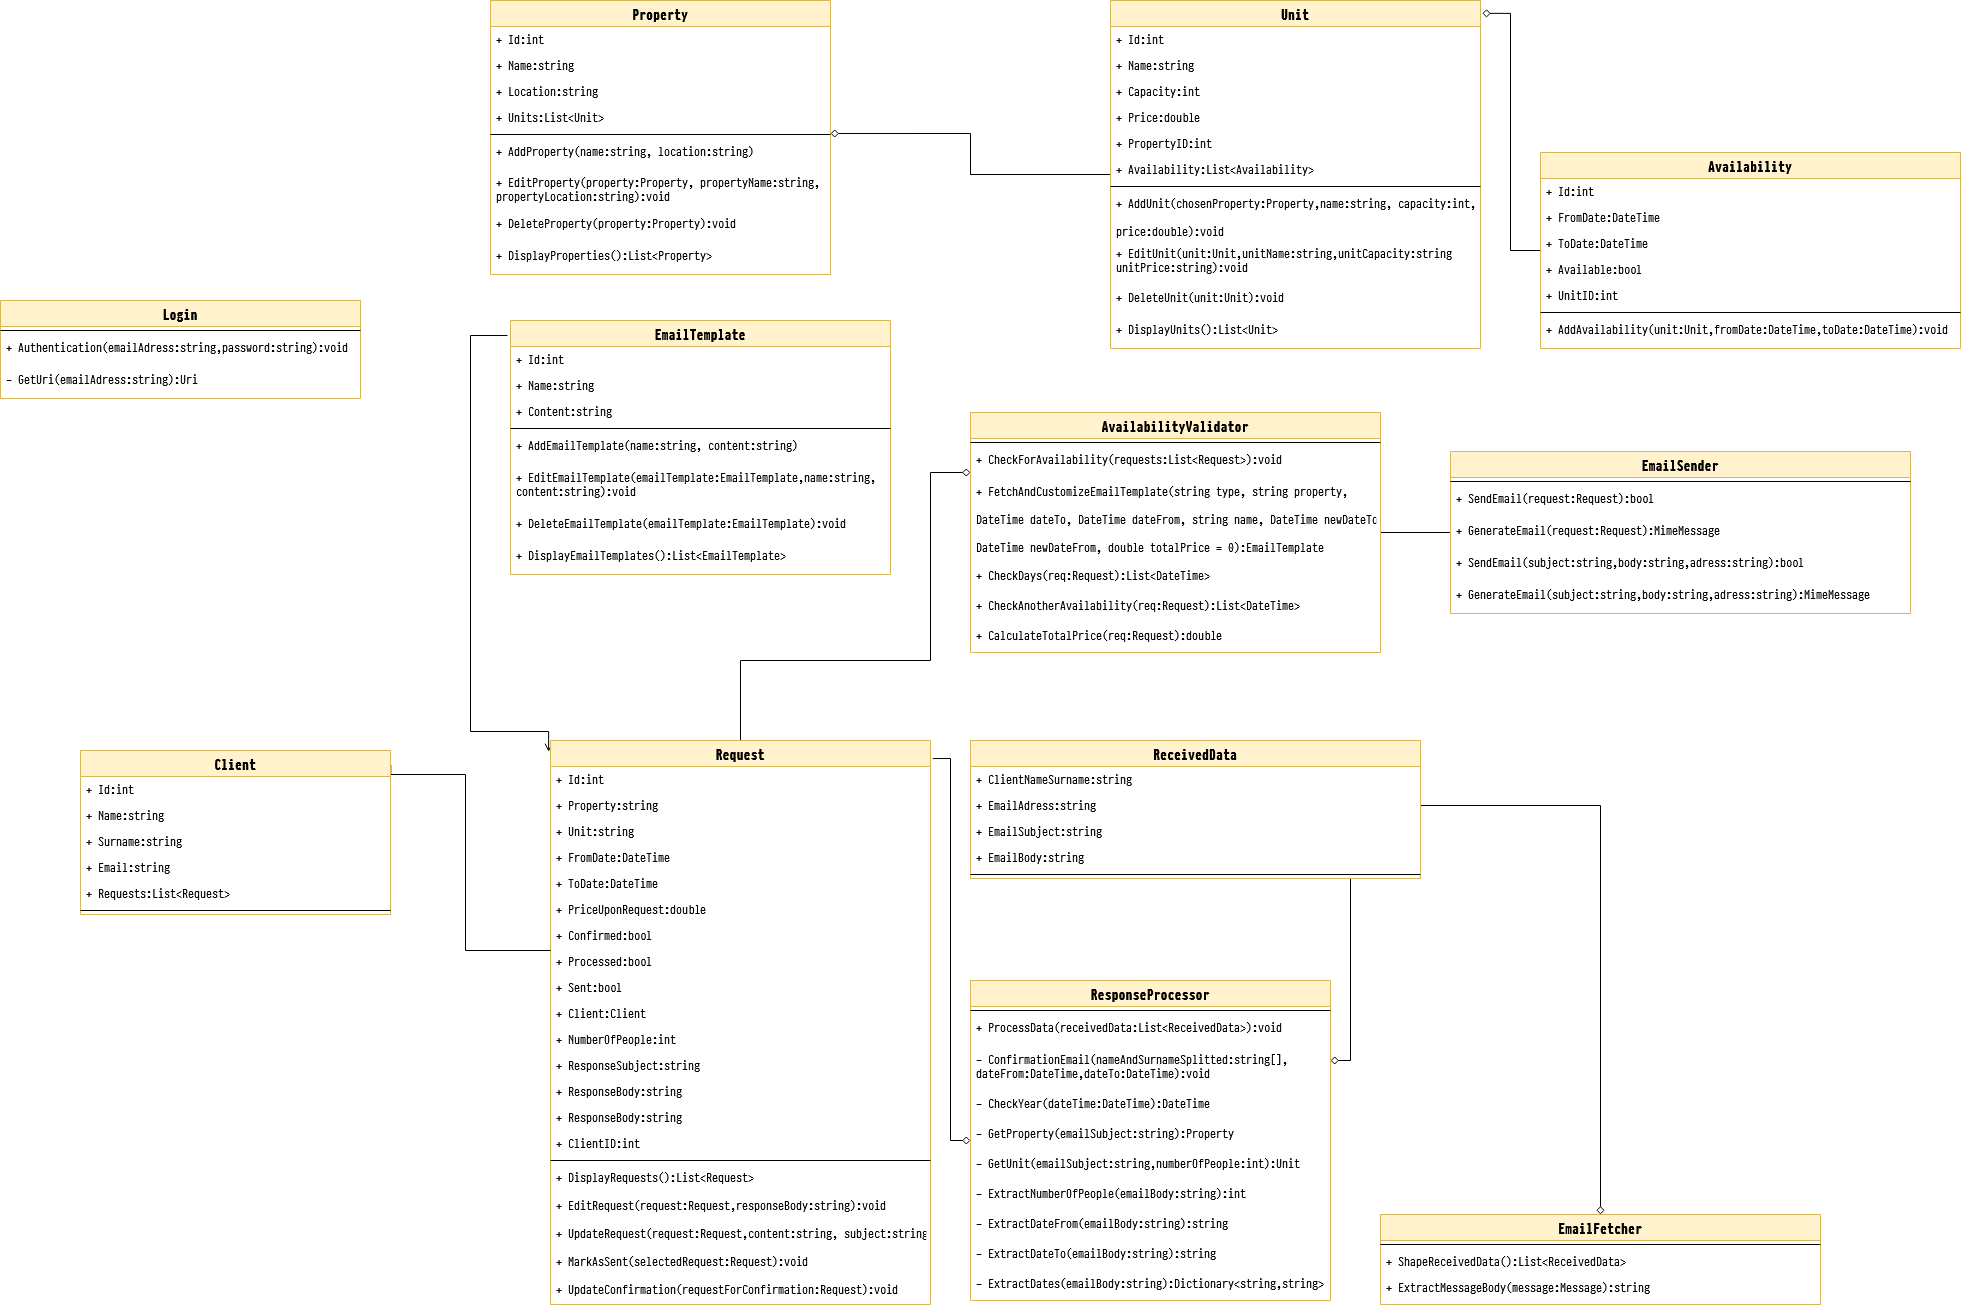 Property
+ Id:int
+ Name:string
+ Location:string
+ Units:List<Unit>
+ AddProperty(name:string, location:string)
+ EditProperty(property:Property, propertyName:string,
propertyLocation:string):void
+ DeleteProperty(property:Property):void
+ DisplayProperties():List<Property>
Unit
+ Id:int
+ Name:string
+ Capacity:int
+ Price:double
+ PropertyID:int
+ Availability:List<Availability>
+ AddUnit(chosenProperty:Property,name:string, capacity:int,
price:double):void
+ EditUnit(unit:Unit,unitName:string,unitCapacity:string
unitPrice:string):void
+ DeleteUnit(unit:Unit):void
+ DisplayUnits():List<Unit>
Availability
+ Id:int
+ FromDate:DateTime
+ ToDate:DateTime
+ Available:bool
+ UnitID:int
+ AddAvailability(unit:Unit,fromDate:DateTime,toDate:DateTime):void
Login
+ Authentication(emailAdress:string,password:string):void
- GetUri(emailAdress:string):Uri
EmailTemplate
+ Id:int
+ Name:string
+ Content:string
+ AddEmailTemplate(name:string, content:string)
+ EditEmailTemplate(emailTemplate:EmailTemplate,name:string,
content:string):void
+ DeleteEmailTemplate(emailTemplate:EmailTemplate):void
+ DisplayEmailTemplates():List<EmailTemplate>
AvailabilityValidator
+ CheckForAvailability(requests:List<Request>):void
+ FetchAndCustomizeEmailTemplate(string type, string property,
DateTime dateTo, DateTime dateFrom, string name, DateTime newDateTo
DateTime newDateFrom, double totalPrice = 0):EmailTemplate
+ CheckDays(req:Request):List<DateTime>
+ CheckAnotherAvailability(req:Request):List<DateTime>
+ CalculateTotalPrice(req:Request):double
EmailSender
+ SendEmail(request:Request):bool
+ GenerateEmail(request:Request):MimeMessage
+ SendEmail(subject:string,body:string,adress:string):bool
+ GenerateEmail(subject:string,body:string,adress:string):MimeMessage
Client
+ Id:int
+ Name:string
+ Surname:string
+ Email:string
+ Requests:List<Request>
Request
+ Id:int
+ Property:string
+ Unit:string
+ FromDate:DateTime
+ ToDate:DateTime
+ PriceUponRequest:double
+ Confirmed:bool
+ Processed:bool
+ Sent:bool
+ Client:Client
+ NumberOfPeople:int
+ ResponseSubject:string
+ ResponseBody:string
+ ResponseBody:string
+ ClientID:int
+ DisplayRequests():List<Request>
+ EditRequest(request:Request,responseBody:string):void
+ UpdateRequest(request:Request,content:string, subject:string
+ MarkAsSent(selectedRequest:Request):void
+ UpdateConfirmation(requestForConfirmation:Request):void
ReceivedData
+ ClientNameSurname:string
+ EmailAdress:string
+ EmailSubject:string
+ EmailBody:string
ResponseProcessor
+ ProcessData(receivedData:List<ReceivedData>):void
- ConfirmationEmail(nameAndSurnameSplitted:string[],
dateFrom:DateTime,dateTo:DateTime):void
- CheckYear(dateTime:DateTime):DateTime
- GetProperty(emailSubject:string):Property
- GetUnit(emailSubject:string,numberOfPeople:int):Unit
- ExtractNumberOfPeople(emailBody:string):int
- ExtractDateFrom(emailBody:string):string
- ExtractDateTo(emailBody:string):string
- ExtractDates(emailBody:string):Dictionary<string,string>
EmailFetcher
+ ShapeReceivedData():List<ReceivedData>
+ ExtractMessageBody(message:Message):string